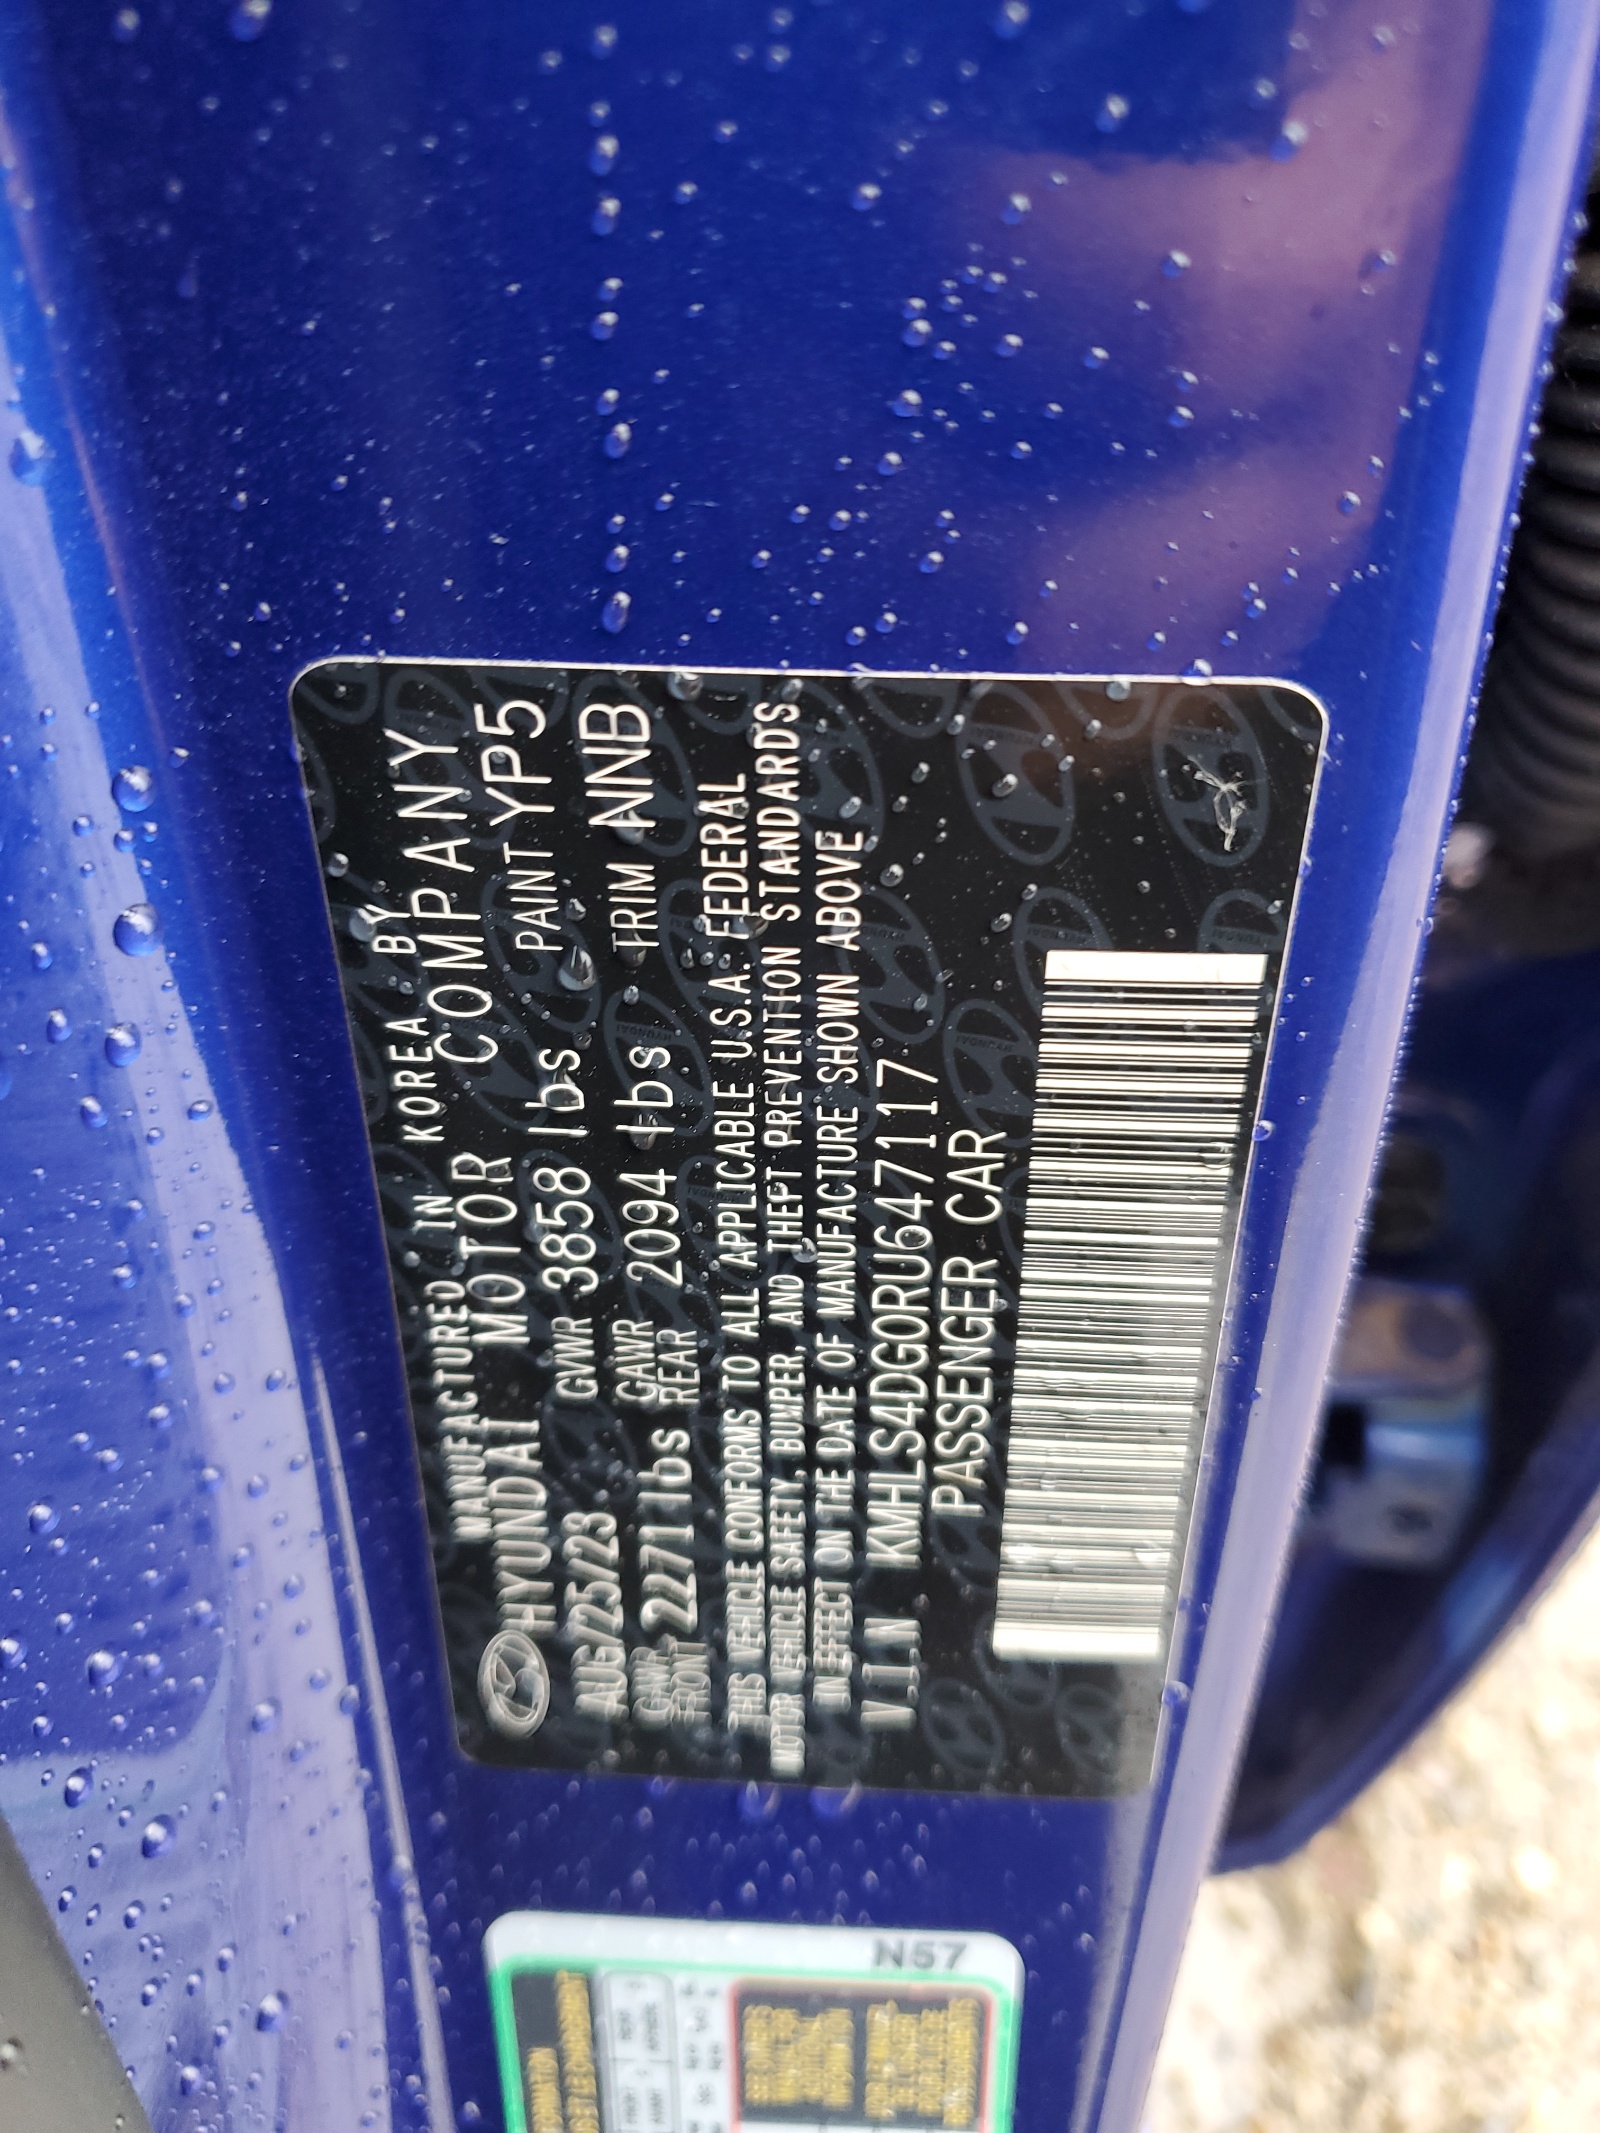 MANUFACTURED IN KOREA BY
HYUNDAI MOTOR COMPANY
AUG/25/23 GVWR 3858 lbs PAINT YP5
GAWR FRONT 2271 lbs GAWR REAR 2094 lbs TRIM NNB
THIS VEHICLE CONFORMS TO ALL APPLICABLE U.S.A. FEDERAL
MOTOR VEHICLE SAFETY, BUMPER, AND THEFT PREVENTION STANDARDS
IN EFFECT ON THE DATE OF MANUFACTURE SHOWN ABOVE
V.I.N KMHLS4DG0RU647117
PASSENGER CAR
N57